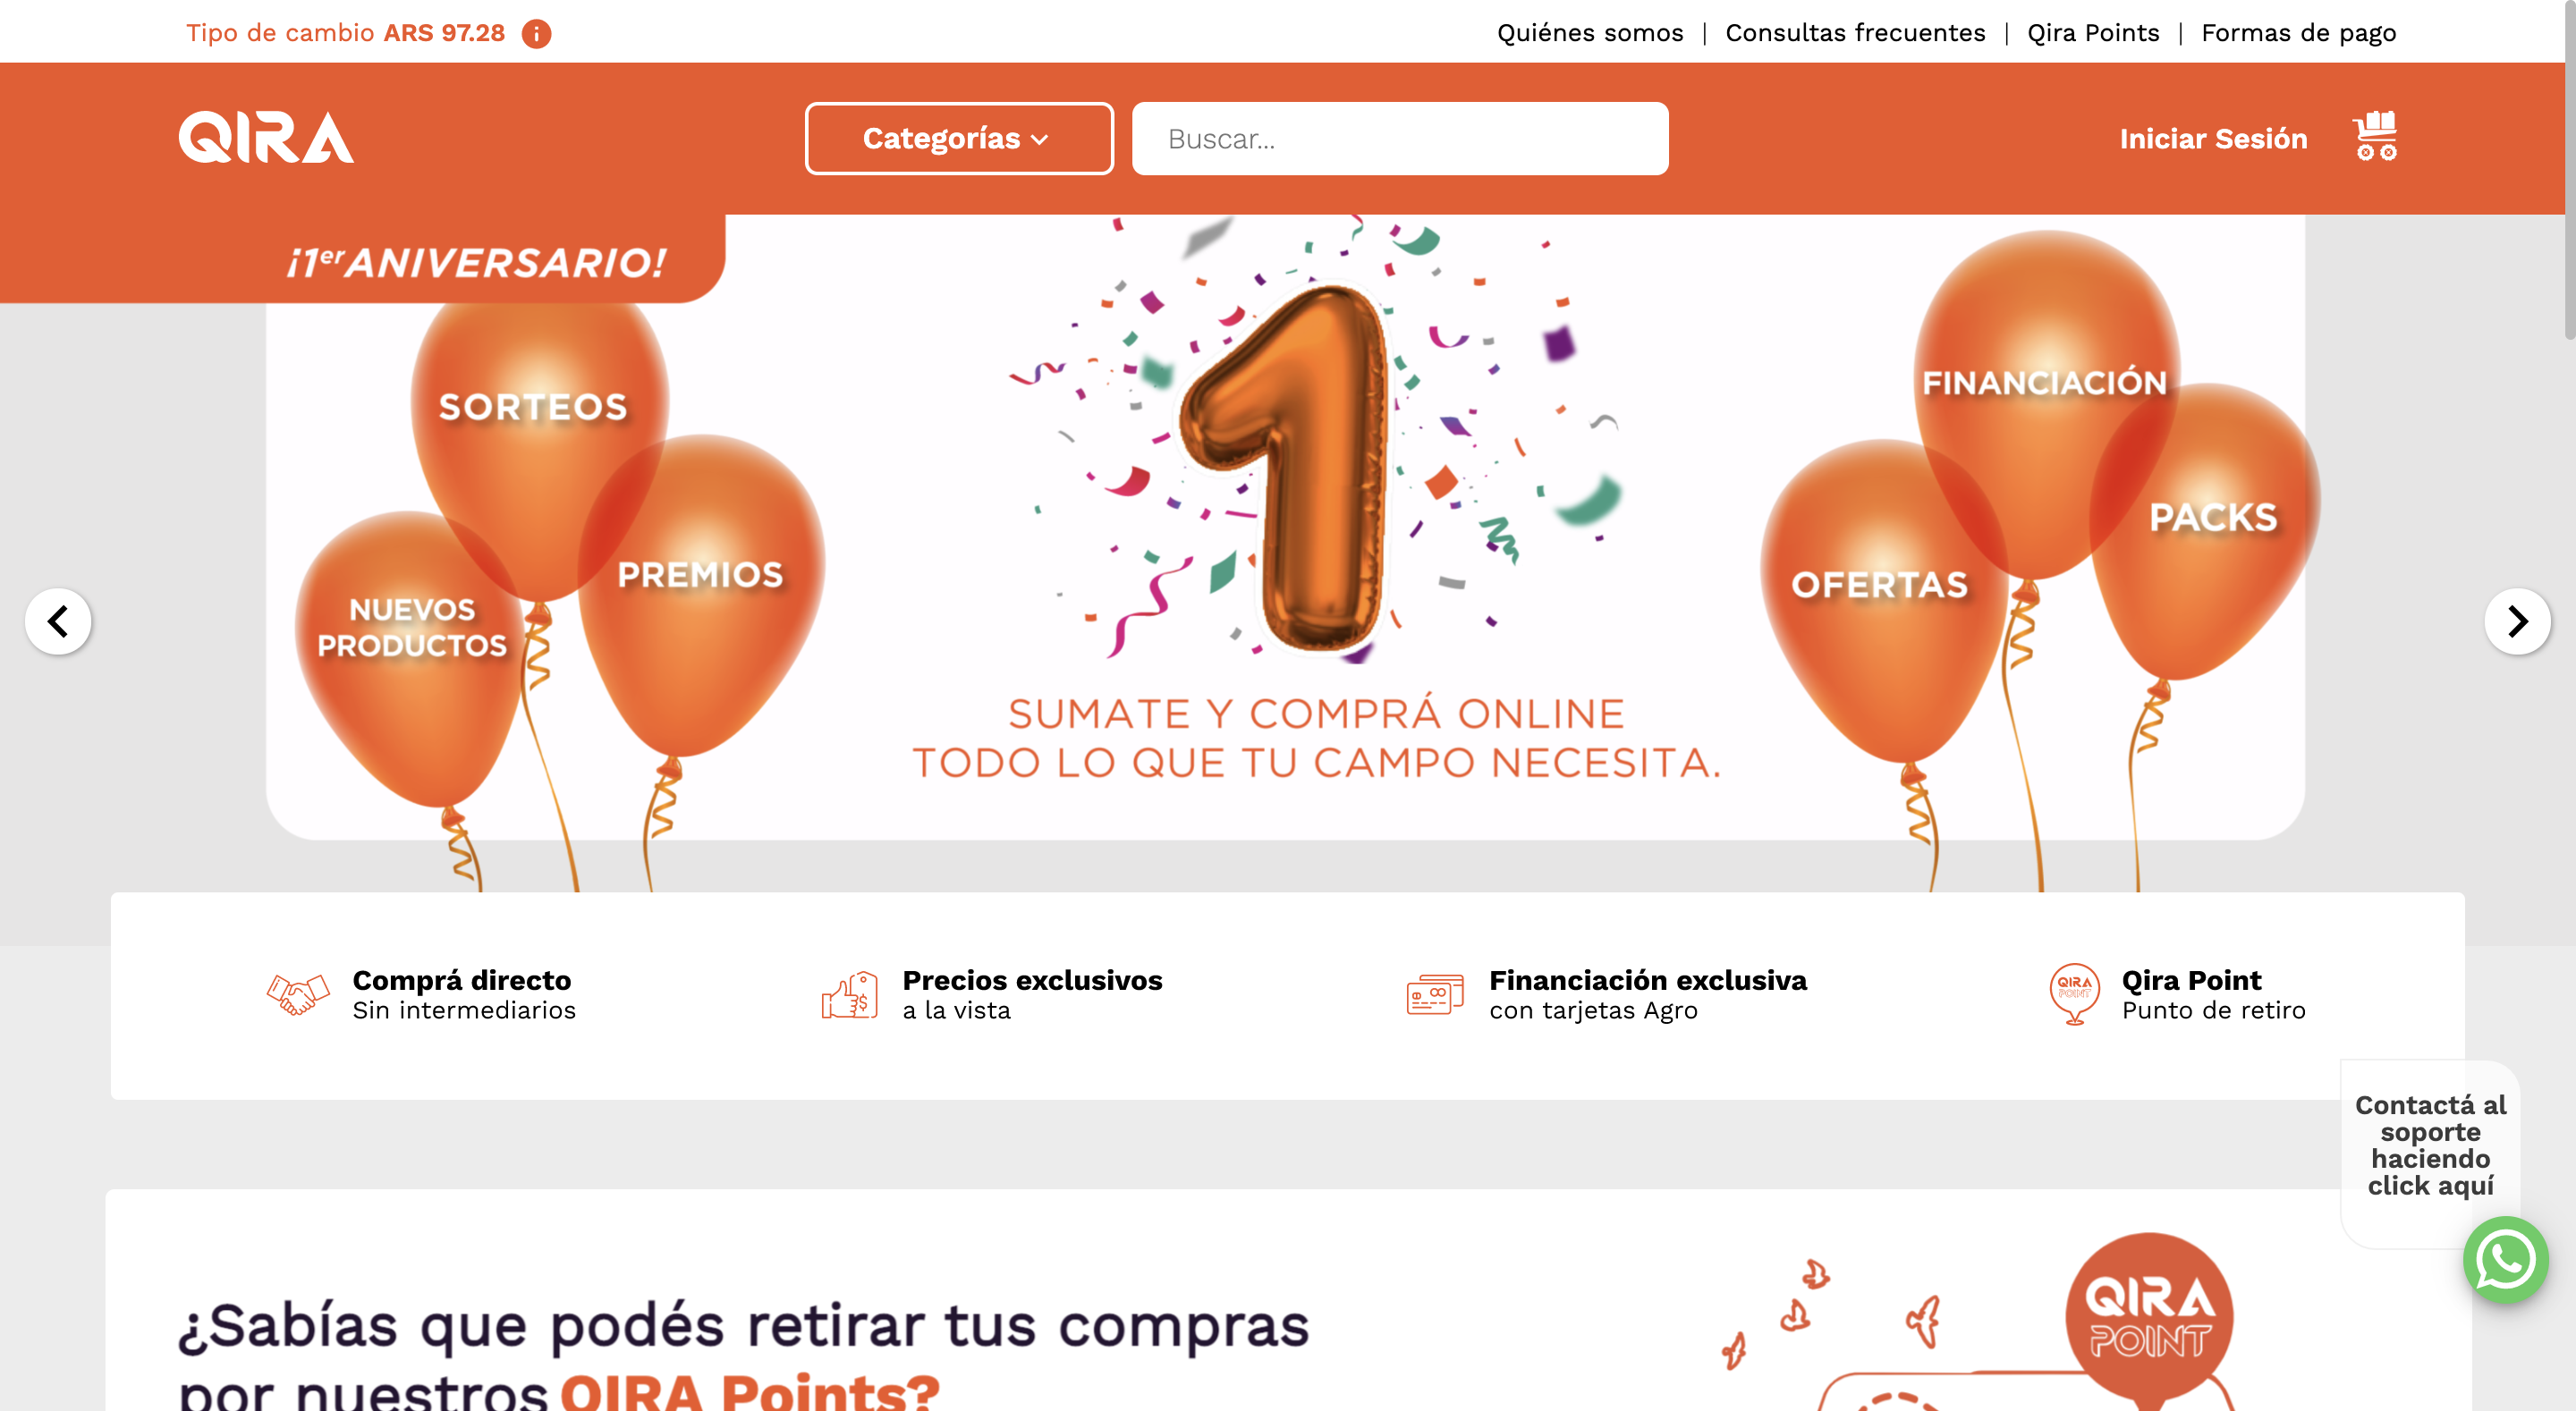 Tipo de cambio ARS 97.28
Quiénes somos | Consultas frecuentes | Qira Points | Formas de pago
QIRA
Categorías
Buscar...
Iniciar Sesión
¡1er ANIVERSARIO!
SORTEOS
PREMIOS
NUEVOS
PRODUCTOS
1
SUMATE Y COMPRÁ ONLINE
TODO LO QUE TU CAMPO NECESITA.
FINANCIACIÓN
PACKS
OFERTAS
Comprá directo
Sin intermediarios
Precios exclusivos
a la vista
Financiación exclusiva
con tarjetas Agro
QIRA
POINT
Qira Point
Punto de retiro
Contactá al
soporte
haciendo
click aquí
¿Sabías que podés retirar tus compras
por nuestros QIRA Points?
QIRA
POINT